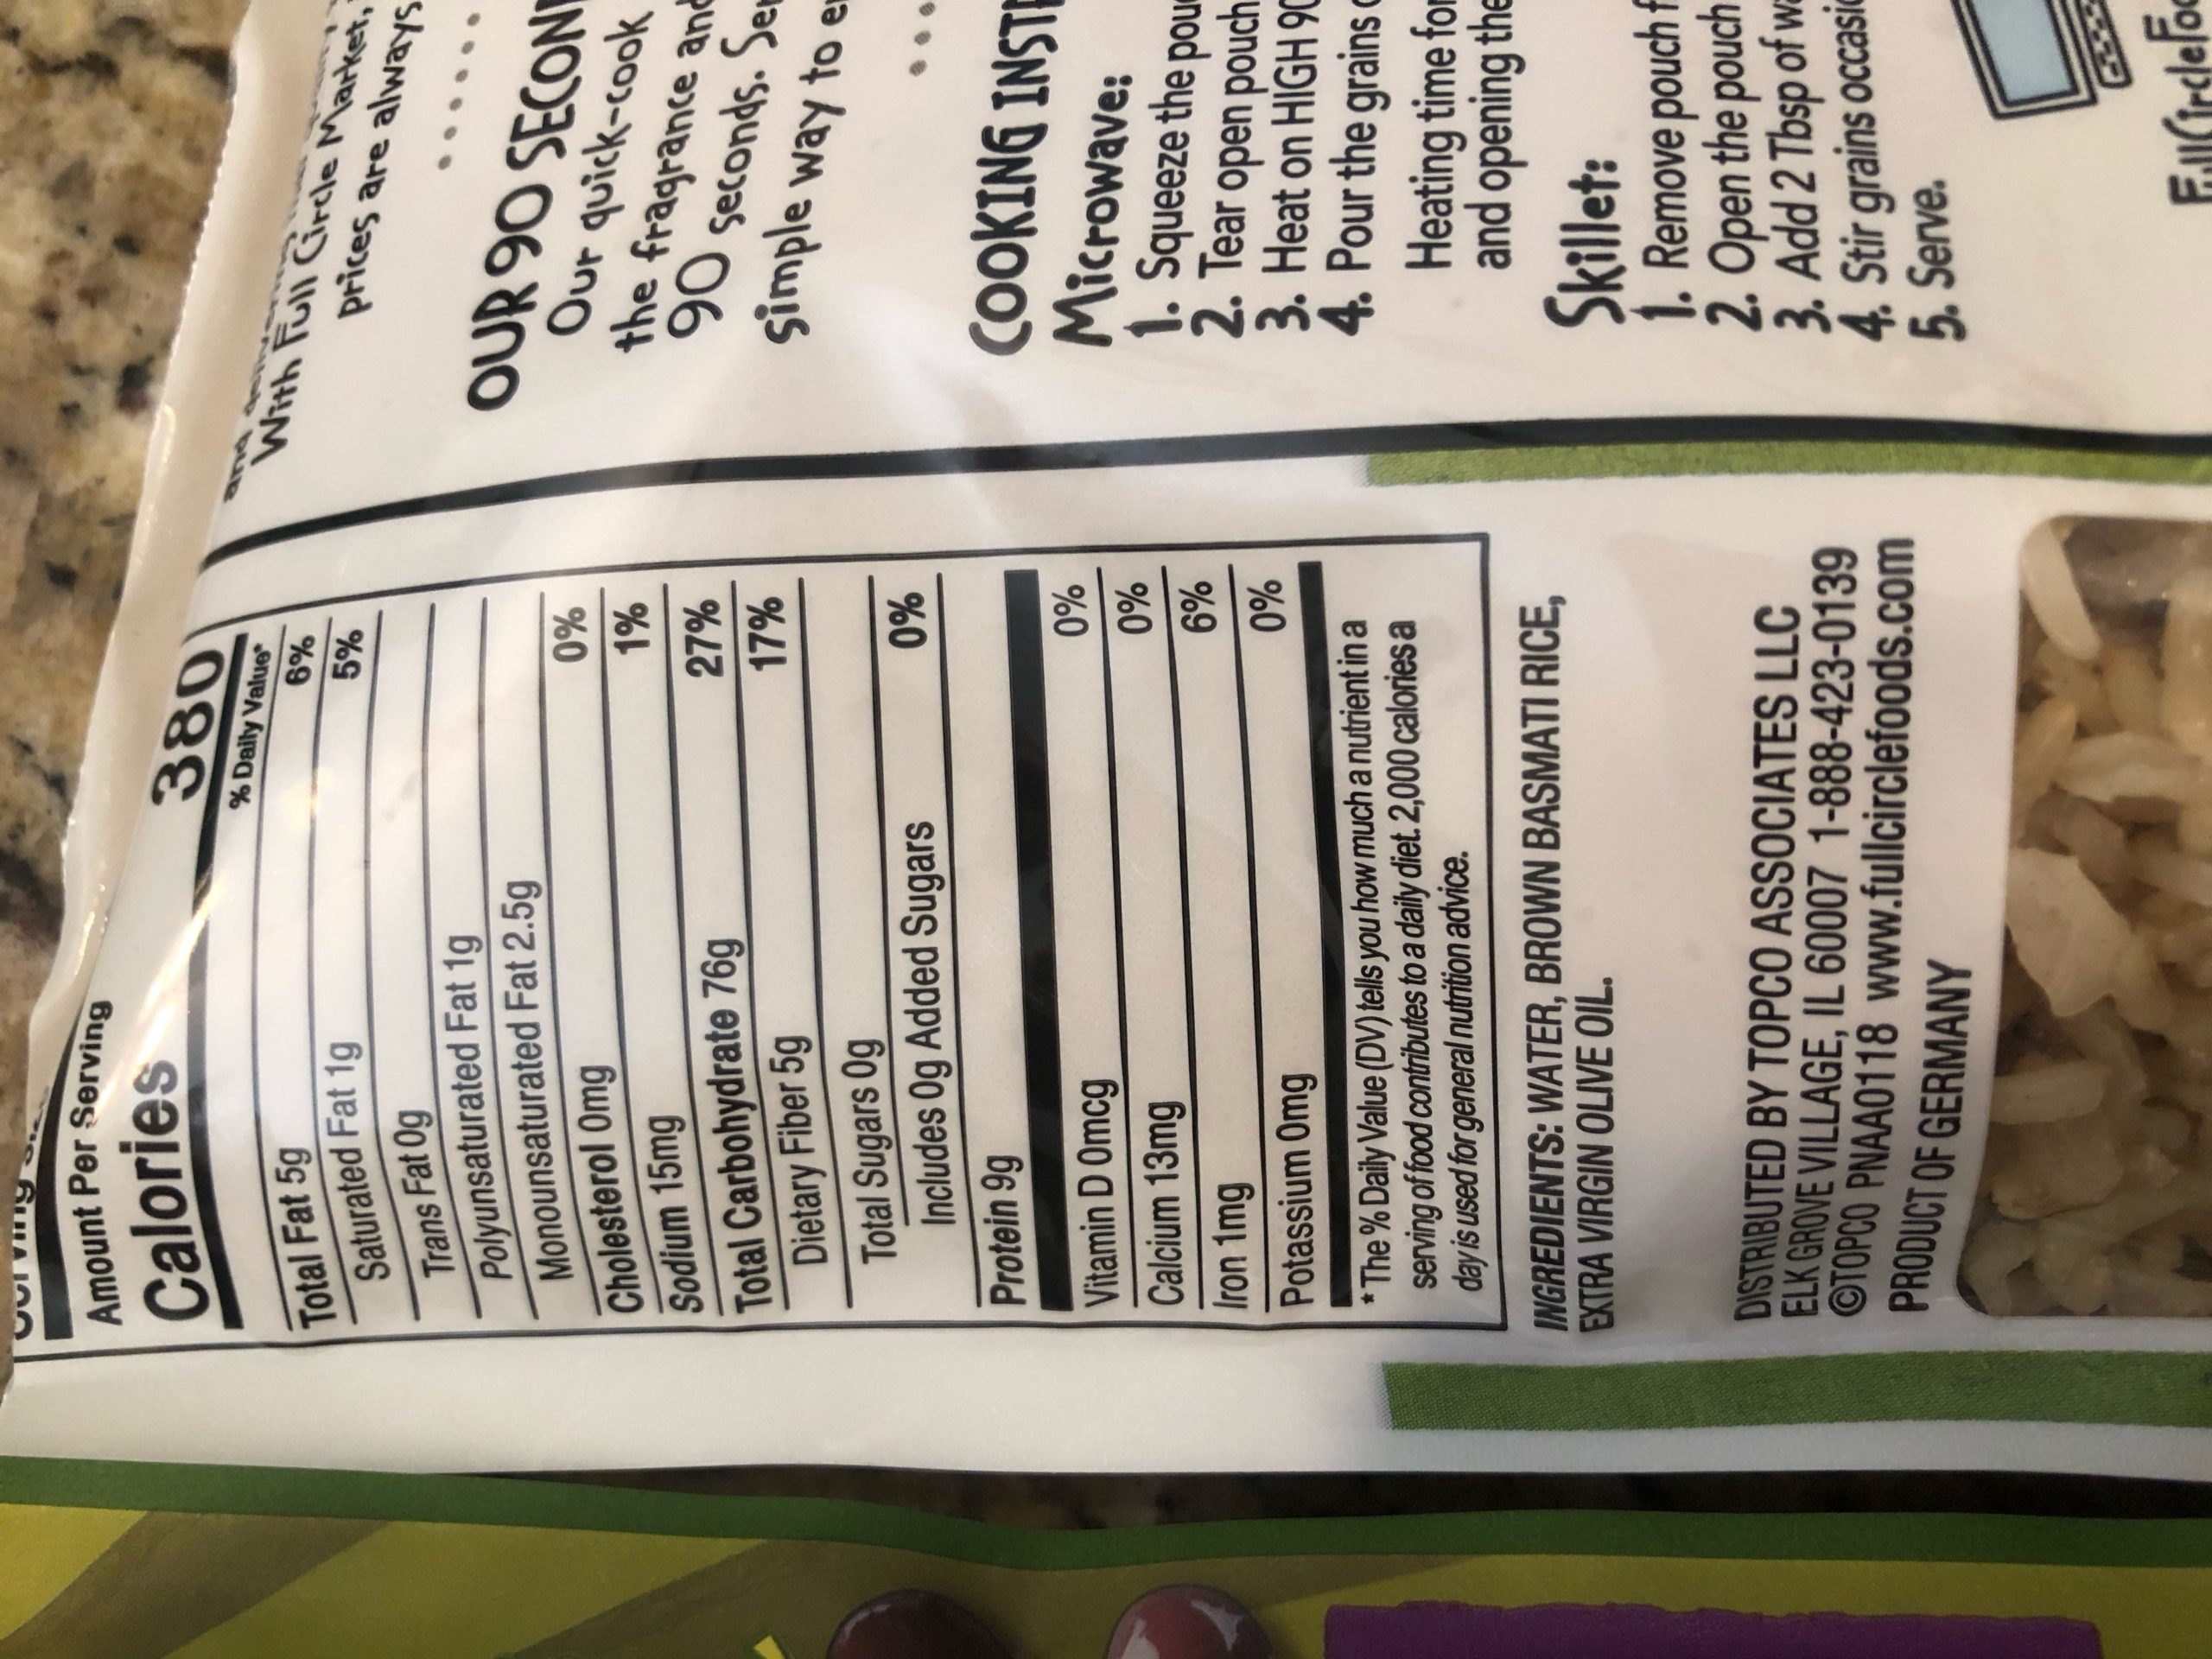 Amount Per Serving
Calories 380
% Daily Value*
Total Fat 5g 6%
Saturated Fat 1g 5%
Trans Fat 0g
Polyunsaturated Fat 1g
Monounsaturated Fat 2.5g
Cholesterol 0mg 0%
Sodium 15mg 1%
Total Carbohydrate 76g 27%
Dietary Fiber 5g 17%
Total Sugars 0g
Includes 0g Added Sugars 0%
Protein 9g
Vitamin D 0mcg 0%
Calcium 13mg 0%
Iron 1mg 6%
Potassium 0mg 0%
* The % Daily Value (DV) tells you how much a nutrient in a
serving of food contributes to a daily diet. 2,000 calories a
day is used for general nutrition advice.
INGREDIENTS: WATER, BROWN BASMATI RICE,
EXTRA VIRGIN OLIVE OIL.
DISTRIBUTED BY TOPCO ASSOCIATES LLC
ELK GROVE VILLAGE, IL 60007 1-888-423-0139
©TOPCO PNAA0118 www.fullcirclefoods.com
PRODUCT OF GERMANY
and
With Full Circle Market,
prices are always
OUR 90 SECON
Our quick-cook
the fragrance and
90 seconds.
simple way to
COOKING
Microwave:
1. Squeeze the
2. Tear open pouch
3. Heat on HIGH 90
4. Pour the grains
Heating time for
and opening the
Skillet:
1. Remove pouch
2. Open the pouch
3. Add 2 Tbsp of
4. Stir grains
5. Serve.